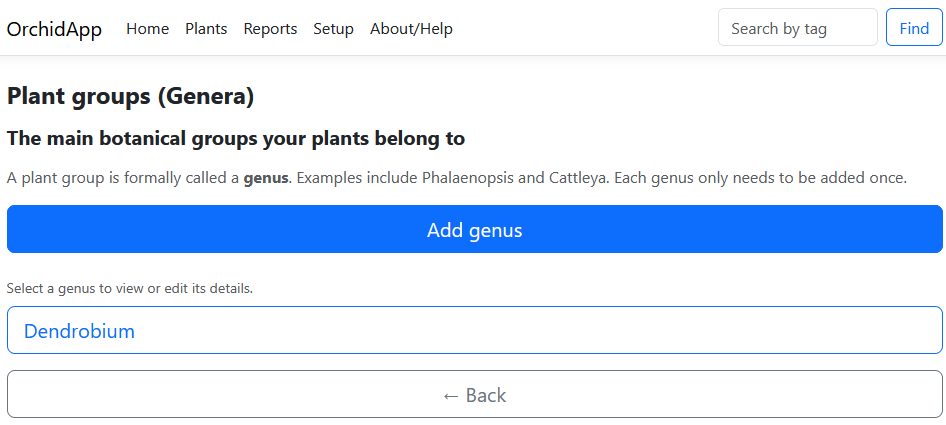 OrchidApp Home Plants Reports Setup About/Help Search by tag Find
Plant groups (Genera)
The main botanical groups your plants belong to
A plant group is formally called a genus. Examples include Phalaenopsis and Cattleya. Each genus only needs to be added once.
Add genus
Select a genus to view or edit its details.
Dendrobium
← Back